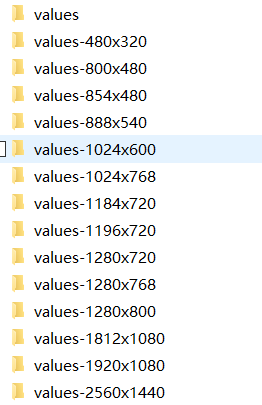 values
values-480x320
values-800x480
values-854x480
values-888x540
values-1024x600
values-1024x768
values-1184x720
values-1196x720
values-1280x720
values-1280x768
values-1280x800
values-1812x1080
values-1920x1080
values-2560x1440